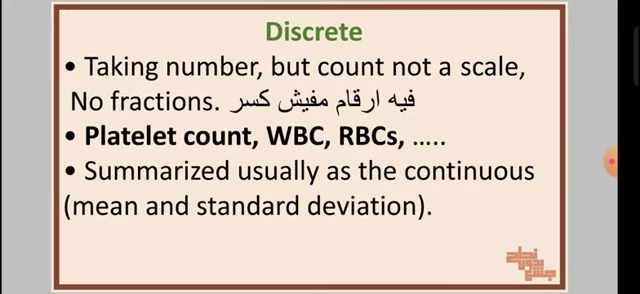 Discrete
• Taking number, but count not a scale,
No fractions. فيه ارقام مفيش كسر
• Platelet count, WBC, RBCs, …..
• Summarized usually as the continuous
(mean and standard deviation).